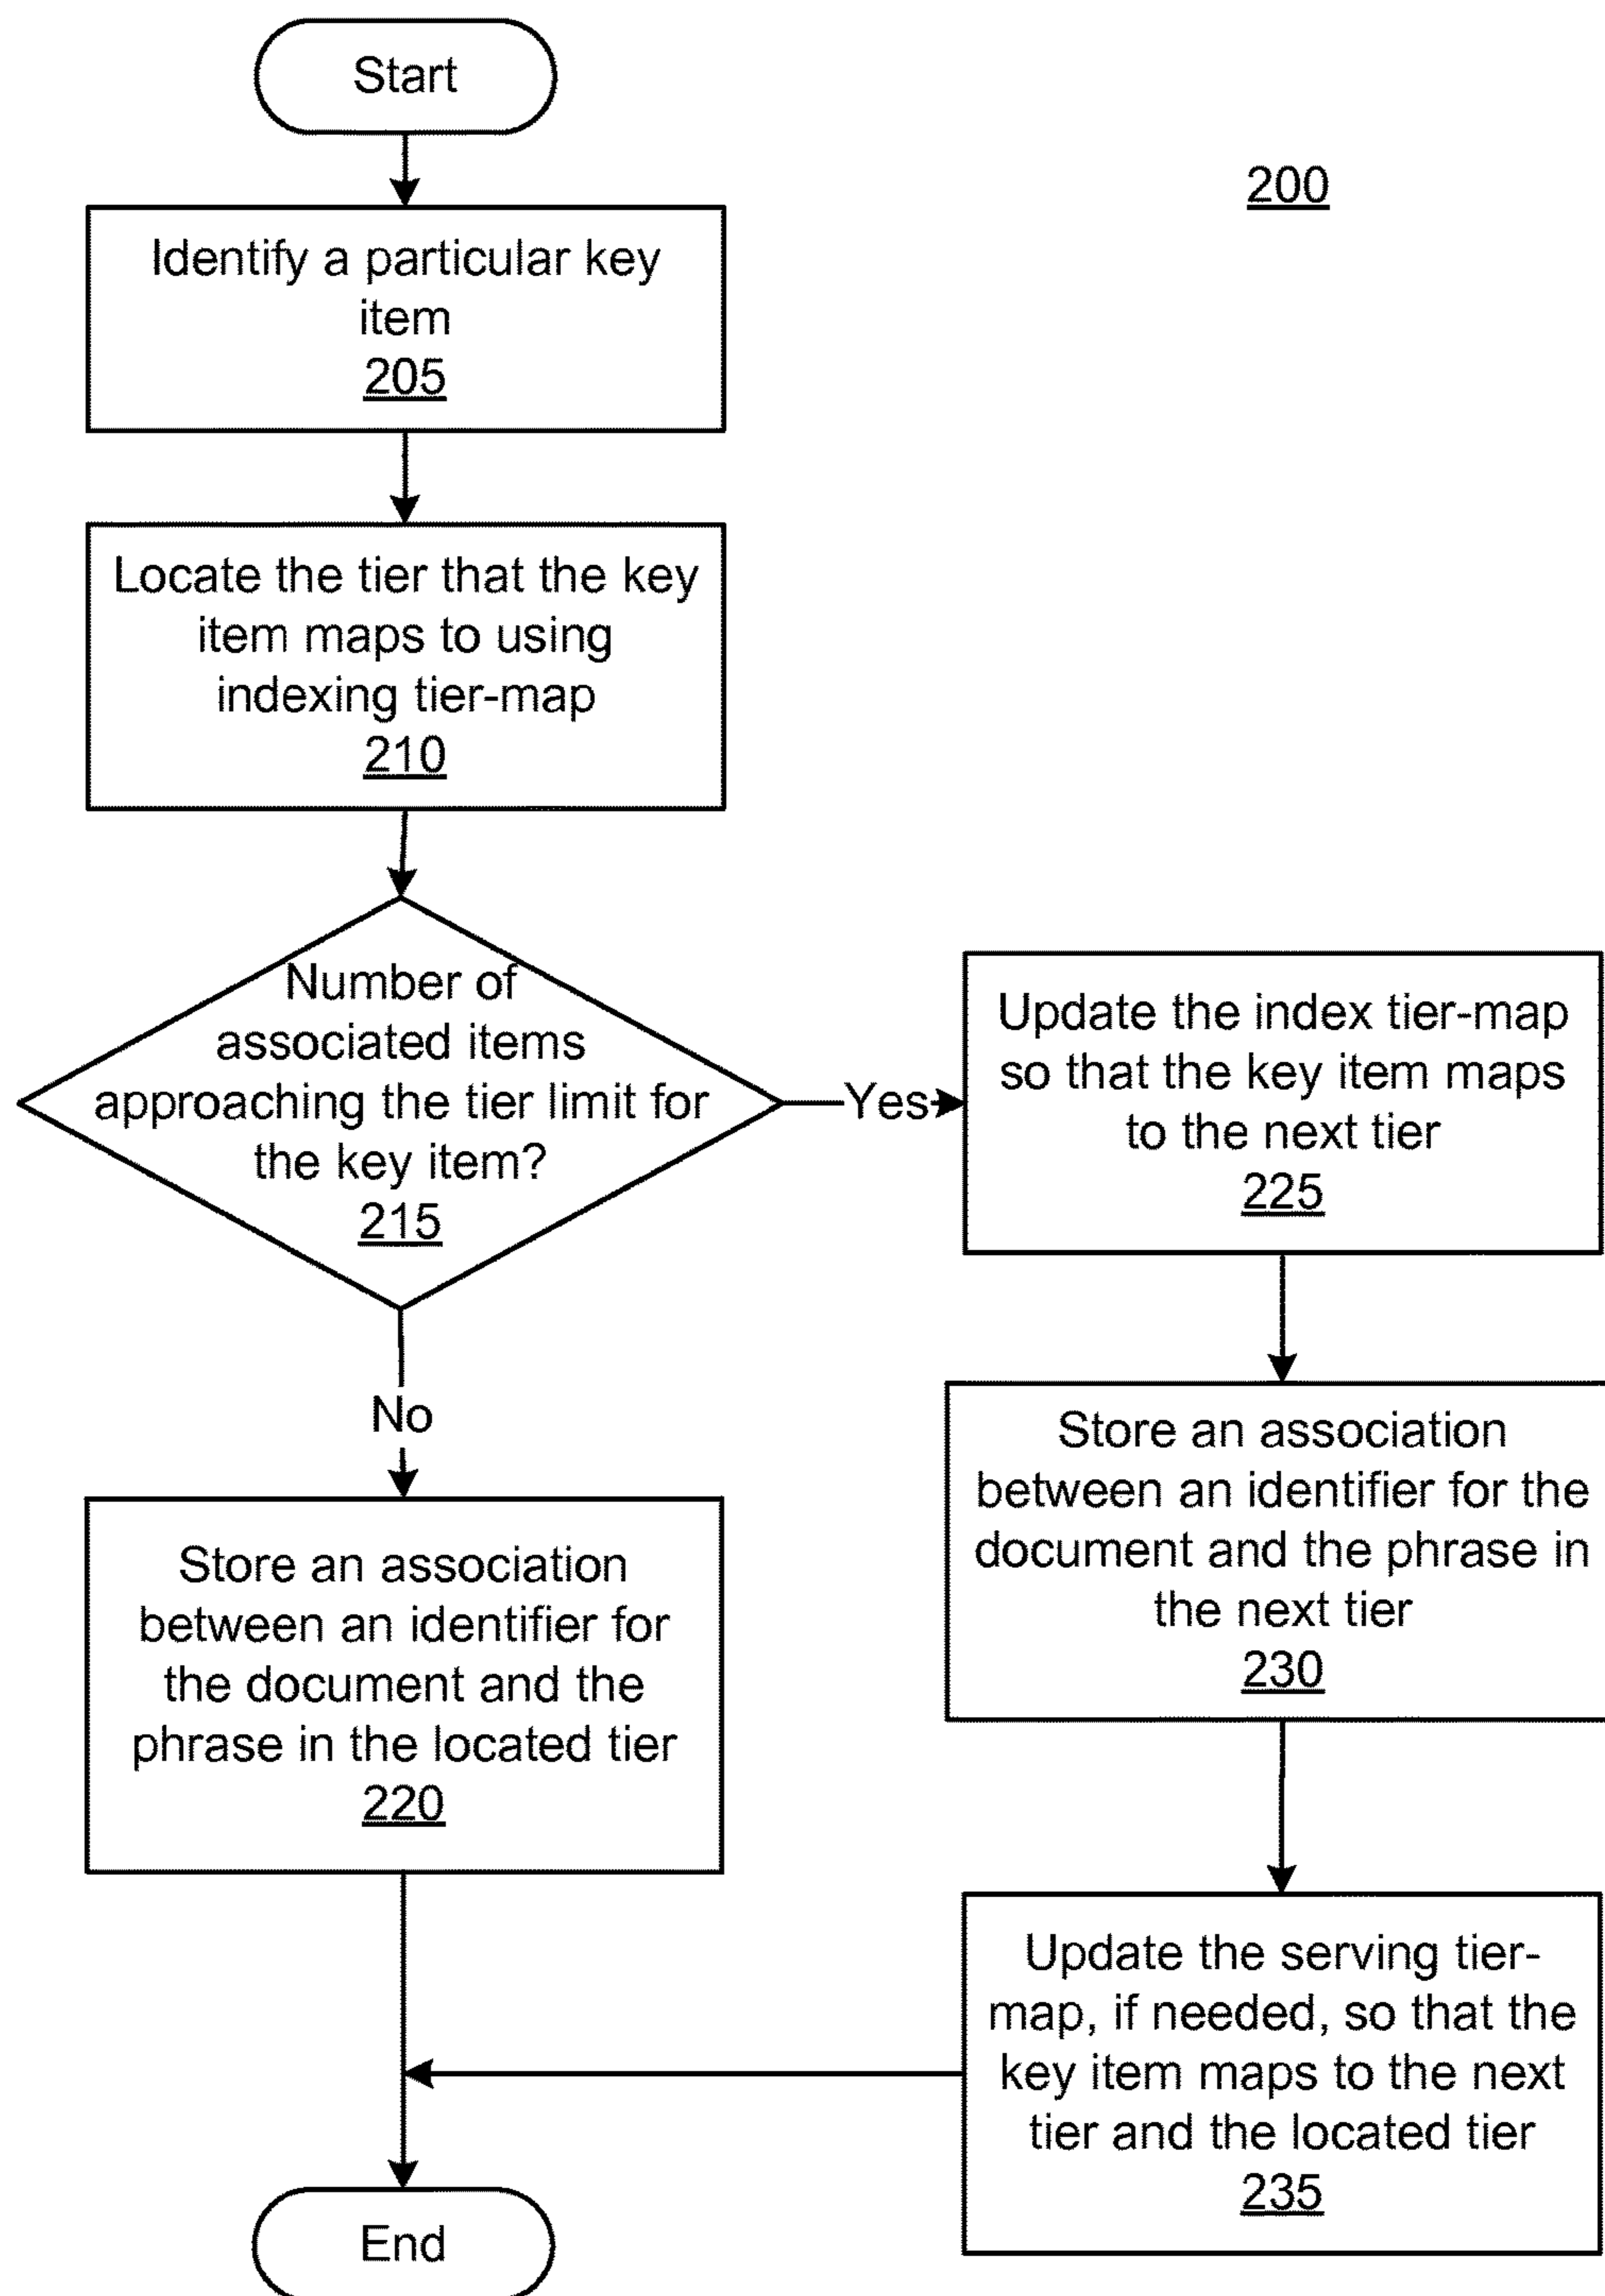 Start
200
Identify a particular key
item
205
Locate the tier that the key
item maps to using
indexing tier-map
210
Number of
associated items
approaching the tier limit for
the key item?
215
Yes
Update the index tier-map
so that the key item maps
to the next tier
225
No
Store an association
between an identifier for
the document and the
phrase in the located tier
220
Store an association
between an identifier for the
document and the phrase in
the next tier
230
Update the serving tier-
map, if needed, so that the
key item maps to the next
tier and the located tier
235
End